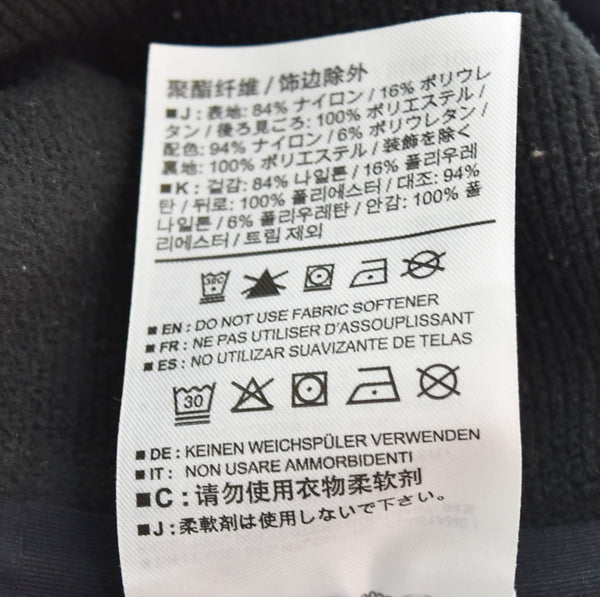 聚酯纤维/饰边除外
■J:表地:84% ナイロン/16% ポリウレ
タン/後ろ見ごろ:100% ポリエステル/
配色:94% ナイロン/6% ポリウレタン/
裏地:100% ポリエステル/装飾を除く
■K:겉감:84% 나일론/16% 폴리우레
탄/뒤로:100% 폴리에스터/대조:94%
나일론/6% 폴리우레탄/안감:100% 폴
리에스터/트림 제외
30C
■EN: DO NOT USE FABRIC SOFTENER
■FR: NE PAS UTILISER D'ASSOUPLISSANT
■ES: NO UTILIZAR SUAVIZANTE DE TELAS
30
■DE: KEINEN WEICHSPÜLER VERWENDEN
■IT: NON USARE AMMORBIDENTI
■C:请勿使用衣物柔软剂
■J:柔軟剤は使用しないで下さい。